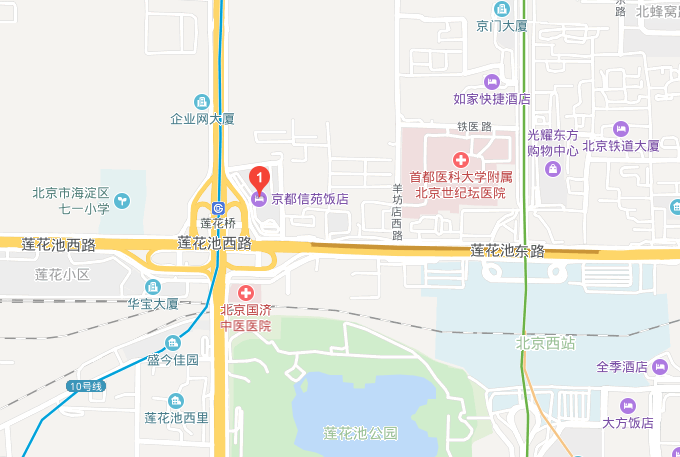 北蜂窝路
路
京门大厦
如家快捷酒店
企业网大厦
铁医路
光耀东方
购物中心
北京铁道大厦
首都医科大学附属
北京世纪坛医院
1
京都信苑饭店
北京市海淀区
七一小学
羊坊店西路
莲花桥
莲花池西路
莲花池西路
莲花池东路
莲花小区
华宝大厦
北京国济
中医医院
北京西站
盛今佳园
全季酒店
10号线
莲花池西里
大方饭店
莲花池公园